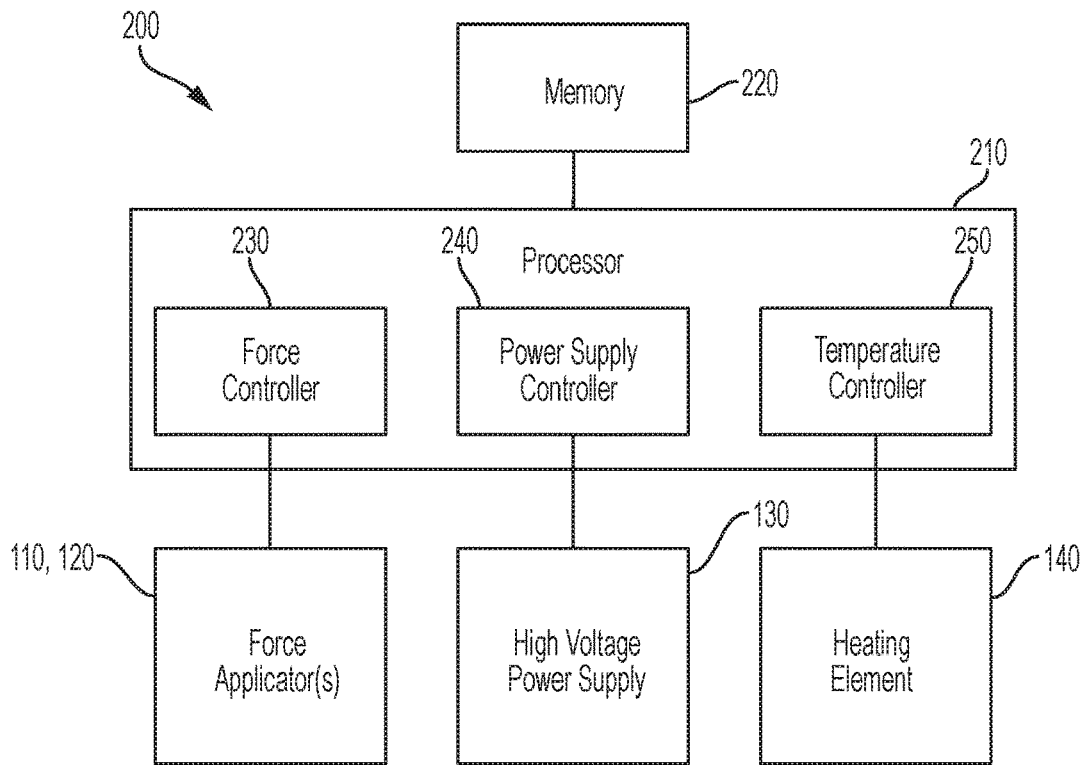 200
Memory
220
210
230
240
250
Processor
Force
Controller
Power Supply
Controller
Temperature
Controller
130
110, 120
140
Force
Applicator(s)
High Voltage
Power Supply
Heating
Element